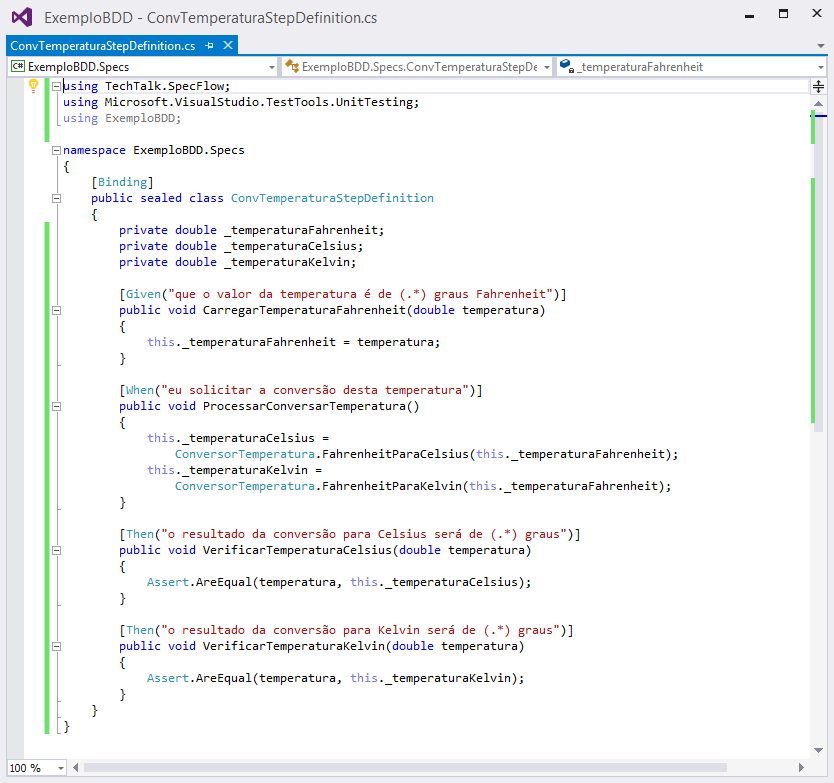 ExemploBDD - ConvTemperaturaStepDefinition.cs
ConvTemperaturaStepDefinition.cs
C# ExemploBDD.Specs
ExemploBDD.Specs.ConvTemperaturaStepDe
_temperaturaFahrenheit
using TechTalk.SpecFlow;
using Microsoft.VisualStudio.TestTools.UnitTesting;
using ExemploBDD;
namespace ExemploBDD.Specs
{
[Binding]
public sealed class ConvTemperaturaStepDefinition
{
private double _temperaturaFahrenheit;
private double _temperaturaCelsius;
private double _temperaturaKelvin;
[Given("que o valor da temperatura é de (.*) graus Fahrenheit")]
public void CarregarTemperaturaFahrenheit(double temperatura)
{
this._temperaturaFahrenheit = temperatura;
}
[When("eu solicitar a conversão desta temperatura")]
public void ProcessarConversarTemperatura()
{
this._temperaturaCelsius =
ConversorTemperatura.FahrenheitParaCelsius(this._temperaturaFahrenheit);
this._temperaturaKelvin =
ConversorTemperatura.FahrenheitParaKelvin(this._temperaturaFahrenheit);
}
[Then("o resultado da conversão para Celsius será de (.*) graus")]
public void VerificarTemperaturaCelsius(double temperatura)
{
Assert.AreEqual(temperatura, this._temperaturaCelsius);
}
[Then("o resultado da conversão para Kelvin será de (.*) graus")]
public void VerificarTemperaturaKelvin(double temperatura)
{
Assert.AreEqual(temperatura, this._temperaturaKelvin);
}
}
}
100 %